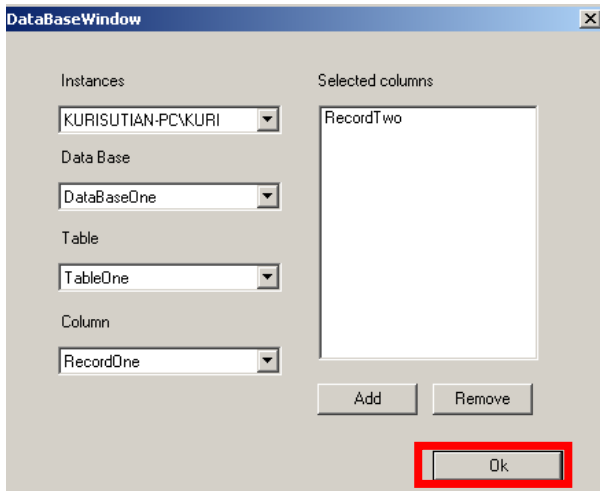 DataBaseWindow
Instances
KURISUTIAN-PC\KURI
Data Base
DataBaseOne
Table
TableOne
Column
RecordOne
Selected columns
RecordTwo
Add
Remove
Ok